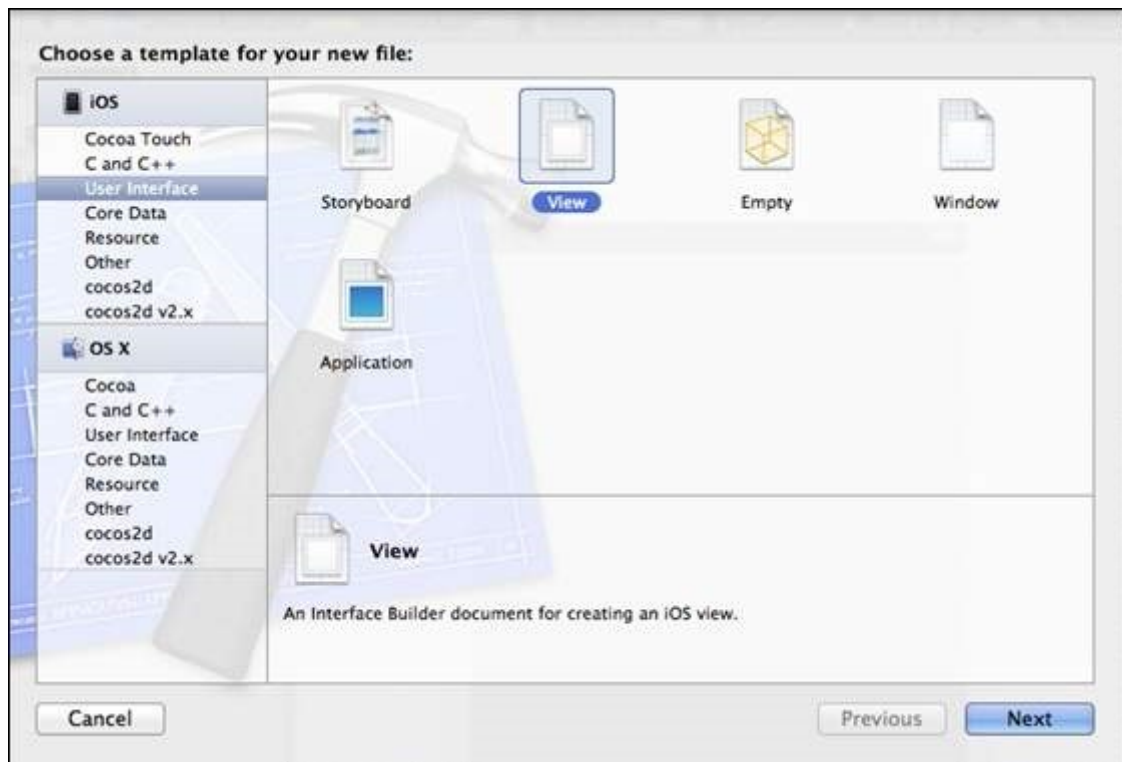 Choose a template for your new file:
iOS
Cocoa Touch
C and C++
User Interface
Core Data
Resource
Other
cocos2d
cocos2d v2.x
OS X
Cocoa
C and C++
User Interface
Core Data
Resource
Other
cocos2d
cocos2d v2.x
Storyboard
View
Empty
Window
Application
View
An Interface Builder document for creating an iOS view.
Cancel
Previous
Next